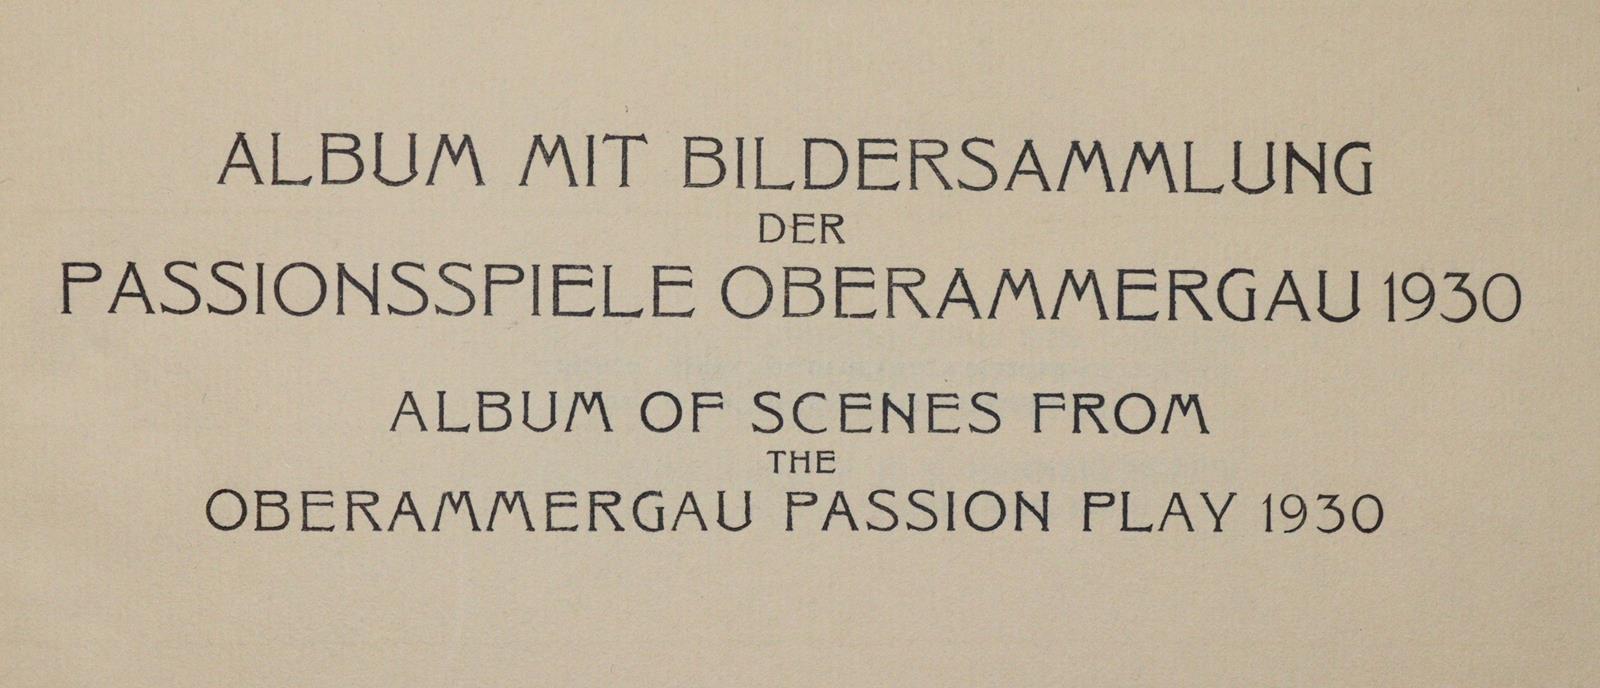 ALBUM MIT BILDERSAMMLUNG
DER
PASSIONSSPIELE OBERAMMERGAU 1930
ALBUM OF SCENES FROM
THE
OBERAMMERGAU PASSION PLAY 1930